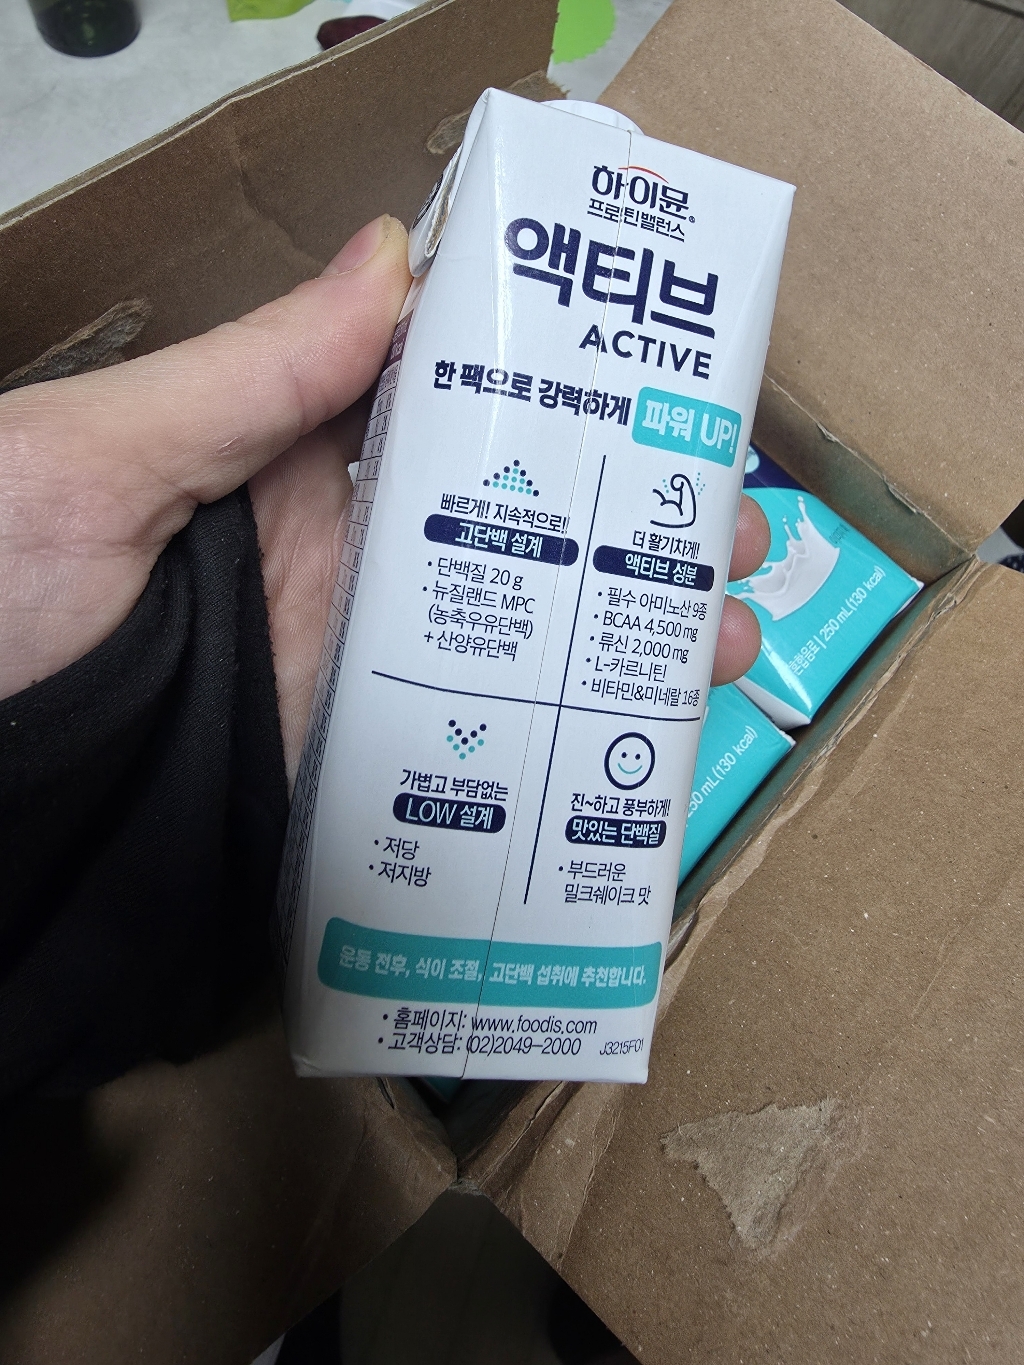 하이뮨®
프로틴밸런스
액티브
ACTIVE
한 팩으로 강력하게 파워 UP!
빠르게! 지속적으로!!
고단백 설계
• 단백질 20 g
• 뉴질랜드 MPC
(농축우유단백)
+ 산양유단백
더 활기차게!
액티브 성분
• 필수 아미노산 9종
• BCAA 4,500 mg
• 류신 2,000 mg
• L-카르니틴
• 비타민&미네랄 16종
가볍고 부담없는
LOW 설계
• 저당
• 저지방
진~하고 풍부하게!
맛있는 단백질
• 부드러운
밀크쉐이크 맛
운동 전후, 식이 조절, 고단백 섭취에 추천합니다.
• 홈페이지: www.foodis.com
• 고객상담: (02)2049-2000
J3215F01
250 mL(130 kcal)
250 mL(130 kcal)